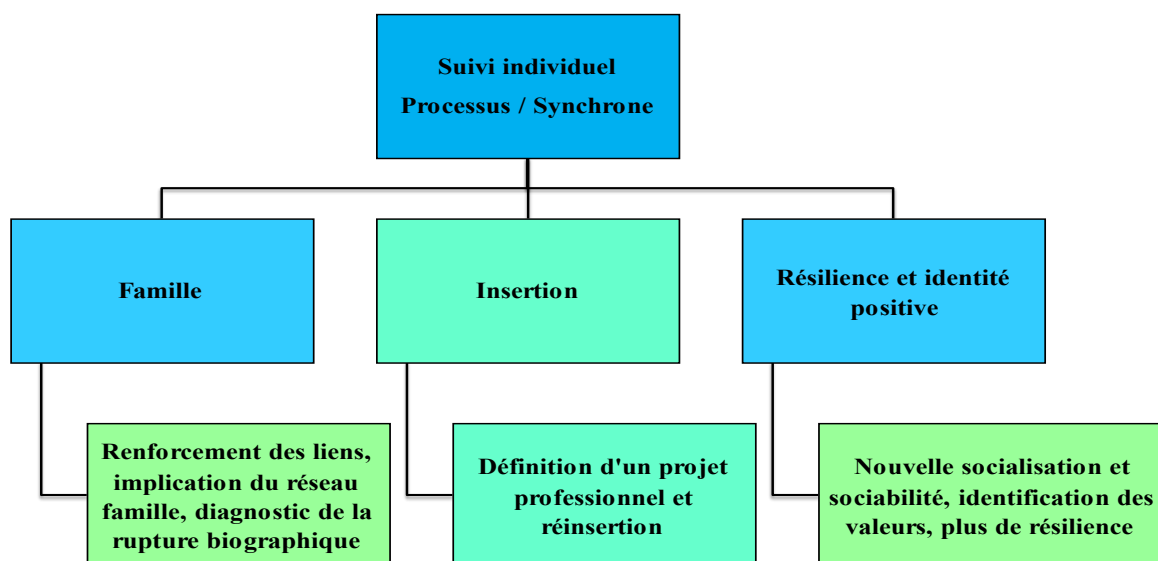 Suivi individuel
Processus / Synchrone
Famille
Insertion
Résilience et identité
positive
Renforcement des liens,
implication du réseau
famille, diagnostic de la
rupture biographique
Définition d'un projet
professionnel et
réinsertion
Nouvelle socialisation et
sociabilité, identification des
valeurs, plus de résilience